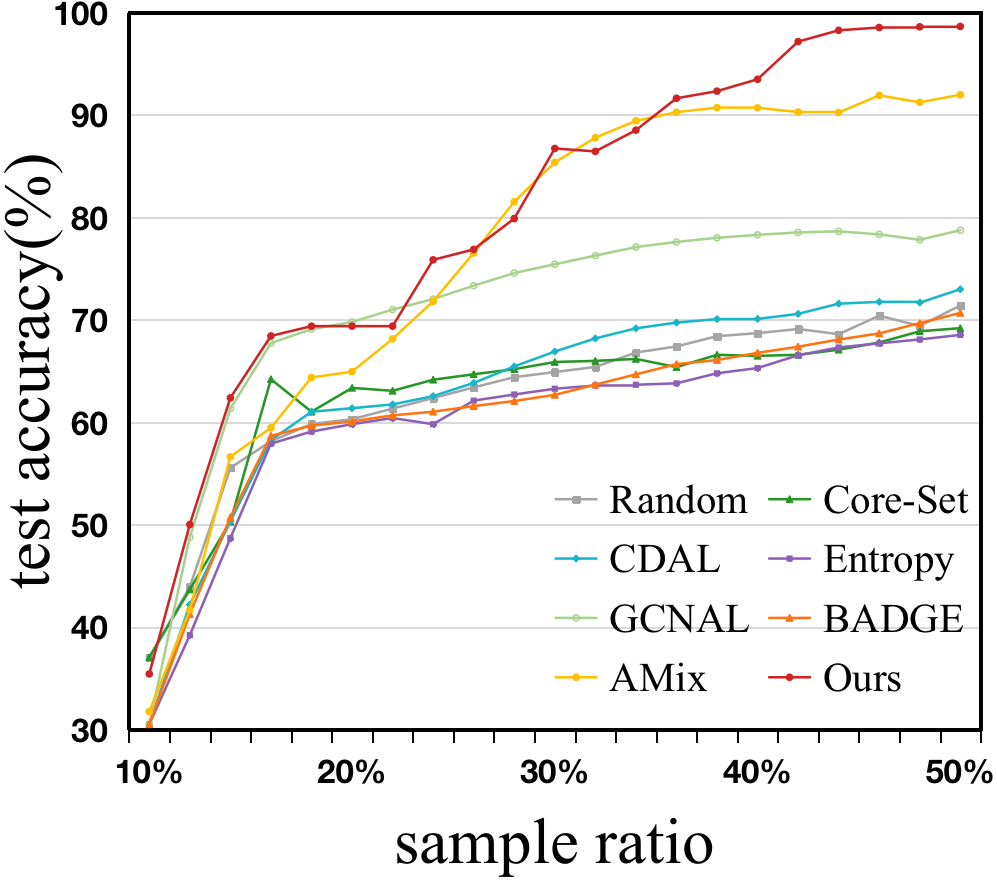 100
90
80
70
60
50
40
30
test accuracy(%)
Random
Core-Set
CDAL
Entropy
GCNAL
BADGE
AMix
Ours
10%
20%
30%
40%
50%
sample ratio